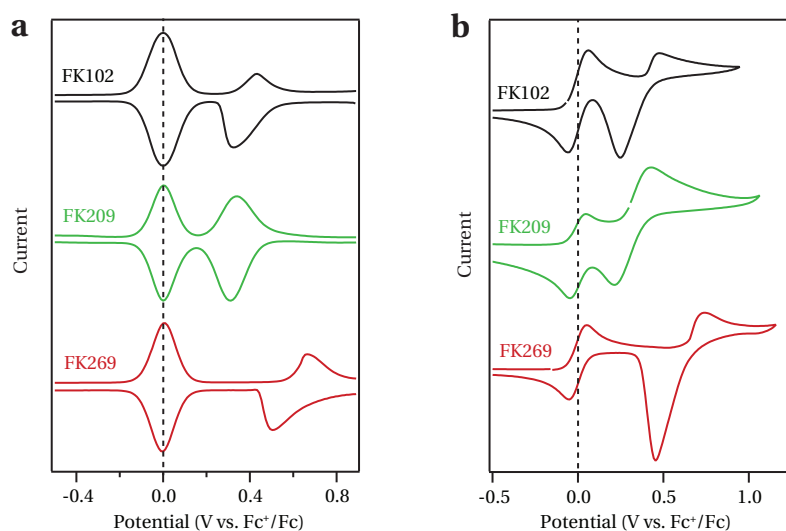 a
FK102
FK209
FK269
Current
-0.4 0.0 0.4 0.8
Potential (V vs. Fc⁺/Fc)
b
FK102
FK209
FK269
Current
-0.5 0.0 0.5 1.0
Potential (V vs. Fc⁺/Fc)